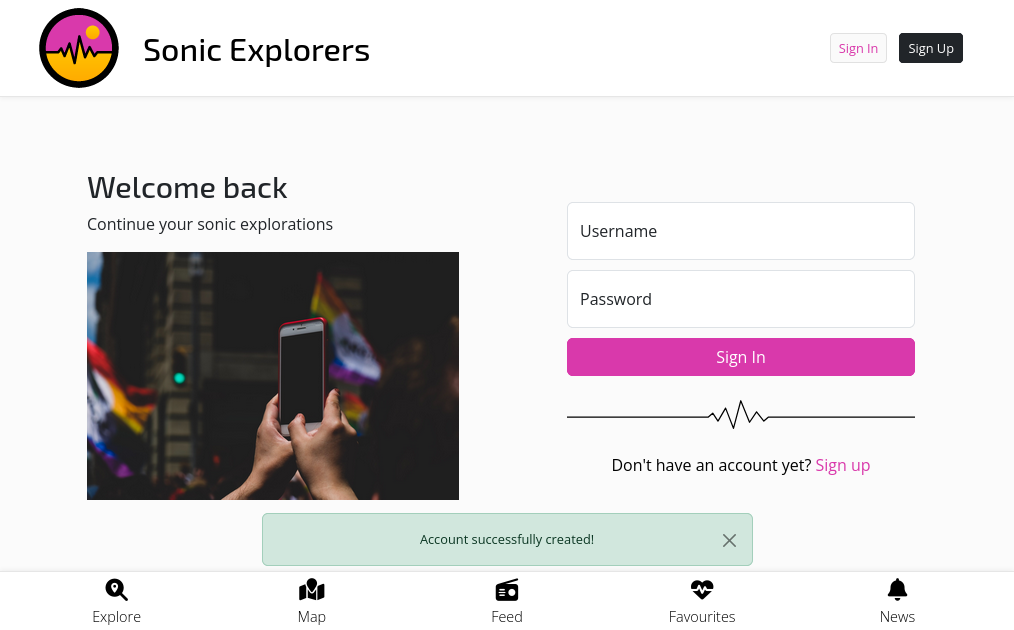 Sonic Explorers
Sign In
Sign Up
Welcome back
Continue your sonic explorations
Username
Password
Sign In
Don't have an account yet? Sign up
Account successfully created!
Explore
Map
Feed
Favourites
News